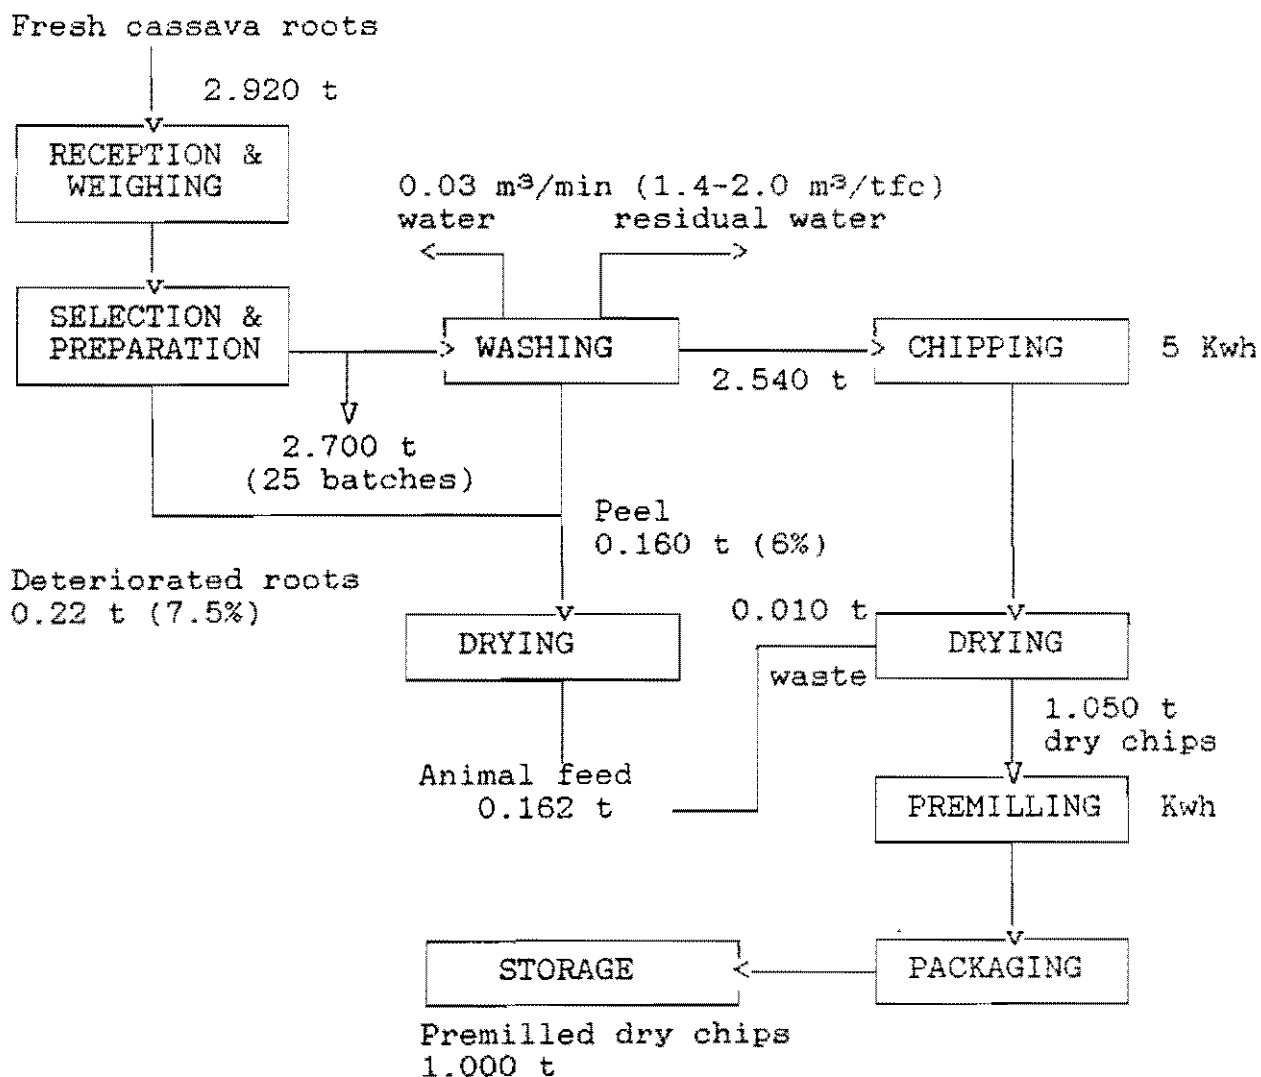 Fresh cassava roots
2.920 t
RECEPTION &
WEIGHING
0.03 m³/min (1.4-2.0 m³/tfc)
water residual water
SELECTION &
PREPARATION
WASHING
CHIPPING
5 Kwh
2.540 t
2.700 t
(25 batches)
Peel
0.160 t (6%)
Deteriorated roots
0.22 t (7.5%)
DRYING
0.010 t
waste
DRYING
1.050 t
dry chips
Animal feed
0.162 t
PREMILLING
Kwh
STORAGE
PACKAGING
Premilled dry chips
1.000 t